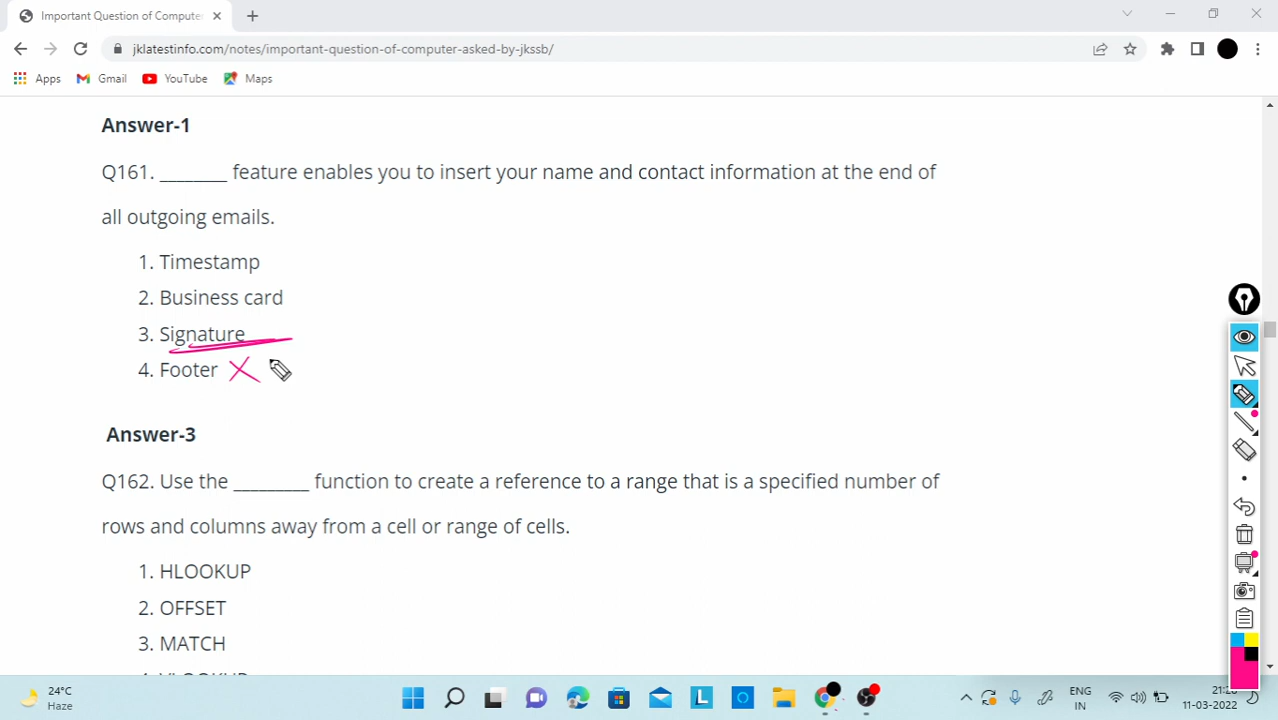 Important Question of Computer
jklatestinfo.com/notes/important-question-of-computer-asked-by-jkssb/
Apps Gmail YouTube Maps
Answer-1
Q161. ________ feature enables you to insert your name and contact information at the end of
all outgoing emails.
1. Timestamp
2. Business card
3. Signature
4. Footer
Answer-3
Q162. Use the _________ function to create a reference to a range that is a specified number of
rows and columns away from a cell or range of cells.
1. HLOOKUP
2. OFFSET
3. MATCH
4. VLOOKUP
24°C
Haze
L
ENG
IN
11-03-2022